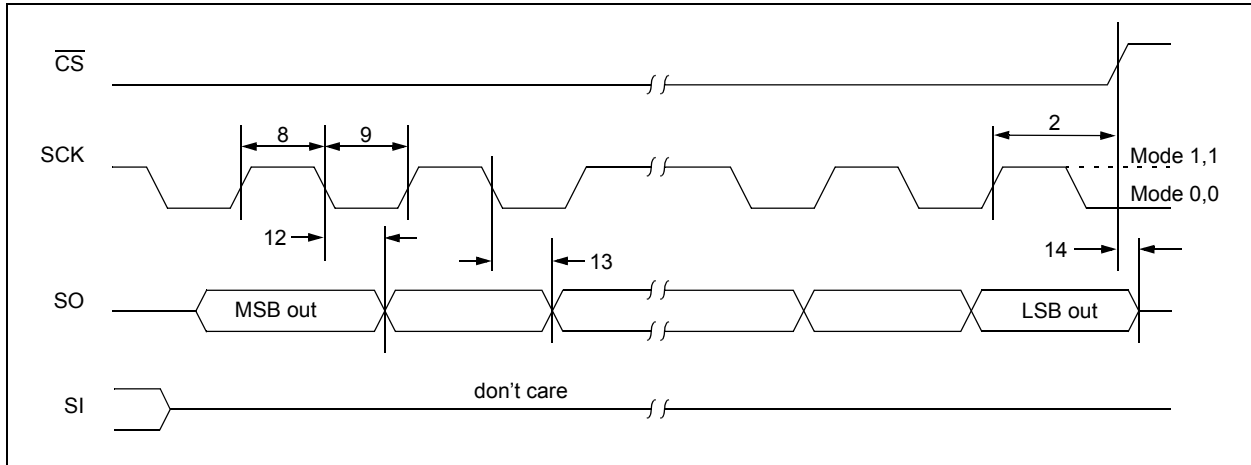 CS
8
9
2
SCK
Mode 1,1
Mode 0,0
12
13
14
SO
MSB out
LSB out
SI
don't care